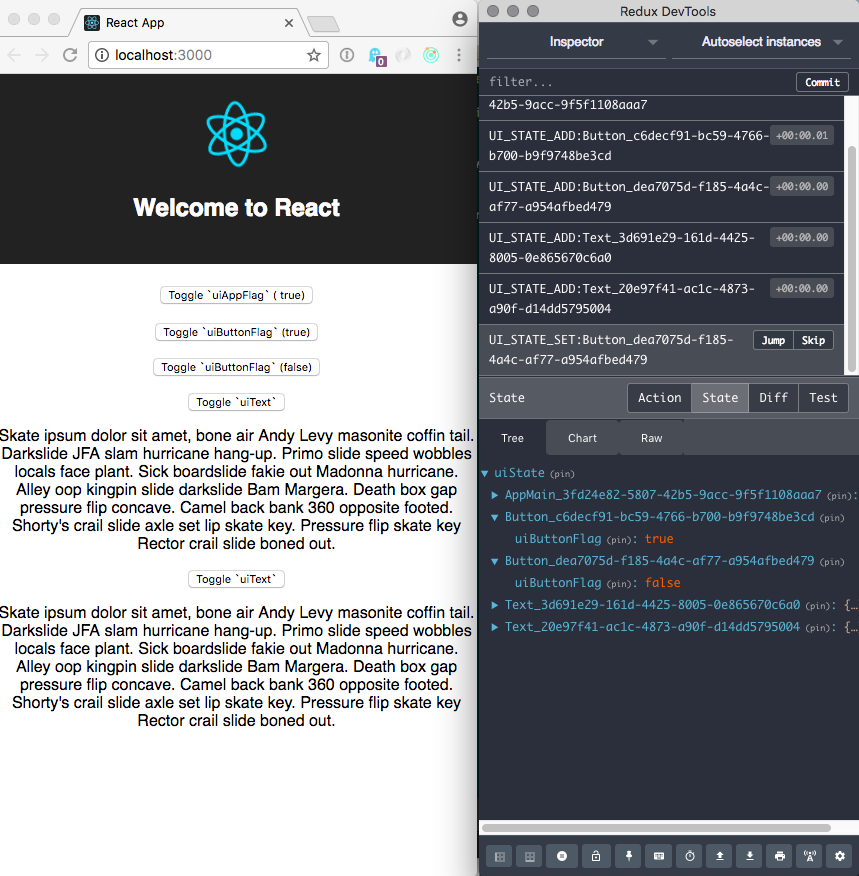 React App
localhost:3000
0
Welcome to React
Toggle `uiAppFlag` ( true)
Toggle `uiButtonFlag` (true)
Toggle `uiButtonFlag` (false)
Toggle `uiText`
Skate ipsum dolor sit amet, bone air Andy Levy masonite coffin tail.
Darkslide JFA slam hurricane hang-up. Primo slide speed wobbles
locals face plant. Sick boardslide fakie out Madonna hurricane.
Alley oop kingpin slide darkslide Bam Margera. Death box gap
pressure flip concave. Camel back bank 360 opposite footed.
Shorty's crail slide axle set lip skate key. Pressure flip skate key
Rector crail slide boned out.
Toggle `uiText`
Skate ipsum dolor sit amet, bone air Andy Levy masonite coffin tail.
Darkslide JFA slam hurricane hang-up. Primo slide speed wobbles
locals face plant. Sick boardslide fakie out Madonna hurricane.
Alley oop kingpin slide darkslide Bam Margera. Death box gap
pressure flip concave. Camel back bank 360 opposite footed.
Shorty's crail slide axle set lip skate key. Pressure flip skate key
Rector crail slide boned out.
Redux DevTools
Inspector Autoselect instances
filter... Commit
42b5-9acc-9f5f1108aaa7
UI_STATE_ADD:Button_c6decf91-bc59-4766- +00:00.01
b700-b9f9748be3cd
UI_STATE_ADD:Button_dea7075d-f185-4a4c- +00:00.00
af77-a954afbed479
UI_STATE_ADD:Text_3d691e29-161d-4425- +00:00.00
8005-0e865670c6a0
UI_STATE_ADD:Text_20e97f41-ac1c-4873- +00:00.00
a90f-d14dd5795004
UI_STATE_SET:Button_dea7075d-f185- Jump Skip
4a4c-af77-a954afbed479
State Action State Diff Test
Tree Chart Raw
uiState (pin)
AppMain_3fd24e82-5807-42b5-9acc-9f5f1108aaa7 (pin):
Button_c6decf91-bc59-4766-b700-b9f9748be3cd (pin)
uiButtonFlag (pin): true
Button_dea7075d-f185-4a4c-af77-a954afbed479 (pin)
uiButtonFlag (pin): false
Text_3d691e29-161d-4425-8005-0e865670c6a0 (pin): {…
Text_20e97f41-ac1c-4873-a90f-d14dd5795004 (pin): {…